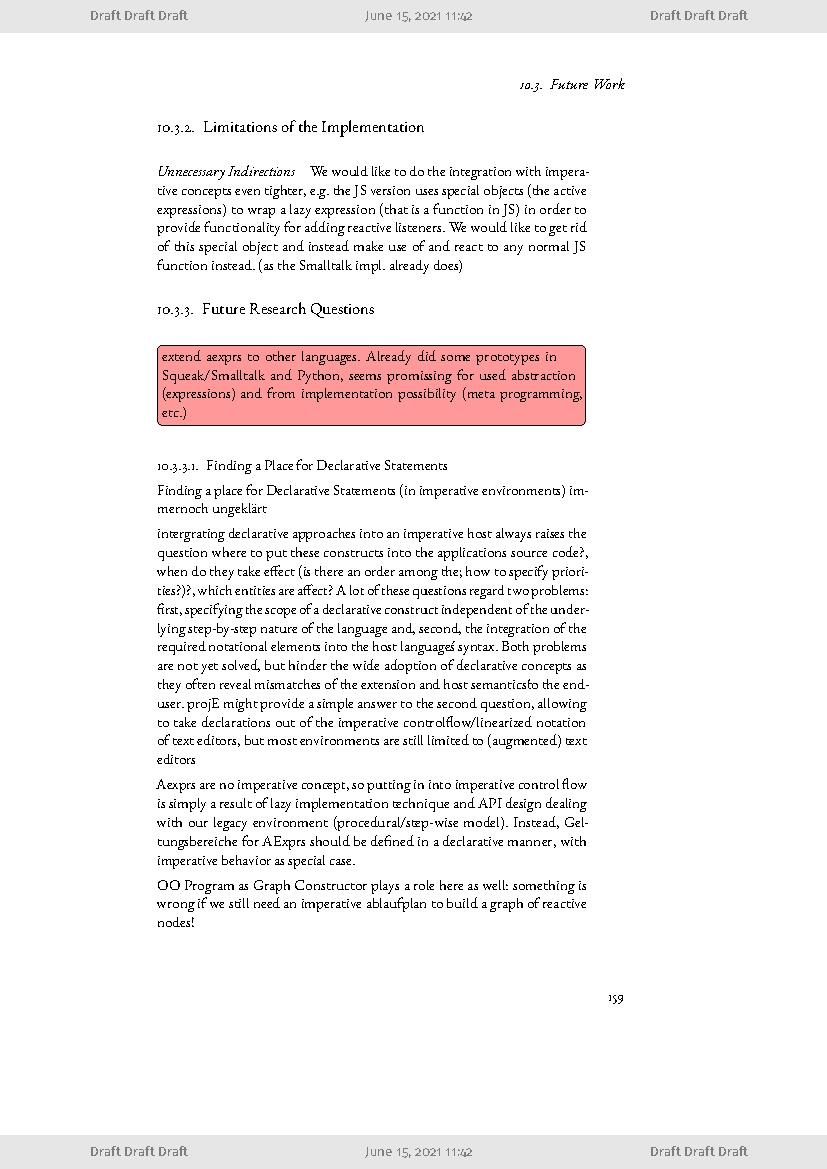 Draft Draft Draft June 15, 2021 11:42 Draft Draft Draft
10.3. Future Work
10.3.2. Limitations of the Implementation
Unnecessary Indirections We would like to do the integration with impera-
tive concepts even tighter, e.g. the JS version uses special objects (the active
expressions) to wrap a lazy expression (that is a function in JS) in order to
provide functionality for adding reactive listeners. We would like to get rid
of this special object and instead make use of and react to any normal JS
function instead. (as the Smalltalk impl. already does)
10.3.3. Future Research Questions
extend aexprs to other languages. Already did some prototypes in
Squeak/Smalltalk and Python, seems promissing for used abstraction
(expressions) and from implementation possibility (meta programming,
etc.)
10.3.3.1. Finding a Place for Declarative Statements
Finding a place for Declarative Statements (in imperative environments) im-
mernoch ungeklärt
intergrating declarative approaches into an imperative host always raises the
question where to put these constructs into the applications source code?,
when do they take effect (is there an order among the; how to specify priori-
ties?)?, which entities are affect? A lot of these questions regard two problems:
first, specifying the scope of a declarative construct independent of the under-
lying step-by-step nature of the language and, second, the integration of the
required notational elements into the host languageś syntax. Both problems
are not yet solved, but hinder the wide adoption of declarative concepts as
they often reveal mismatches of the extension and host semanticsto the end-
user. projE might provide a simple answer to the second question, allowing
to take declarations out of the imperative controlflow/linearized notation
of text editors, but most environments are still limited to (augmented) text
editors
Aexprs are no imperative concept, so putting in into imperative control flow
is simply a result of lazy implementation technique and API design dealing
with our legacy environment (procedural/step-wise model). Instead, Gel-
tungsbereiche for AExprs should be defined in a declarative manner, with
imperative behavior as special case.
OO Program as Graph Constructor plays a role here as well: something is
wrong if we still need an imperative ablaufplan to build a graph of reactive
nodes!
159
Draft Draft Draft June 15, 2021 11:42 Draft Draft Draft